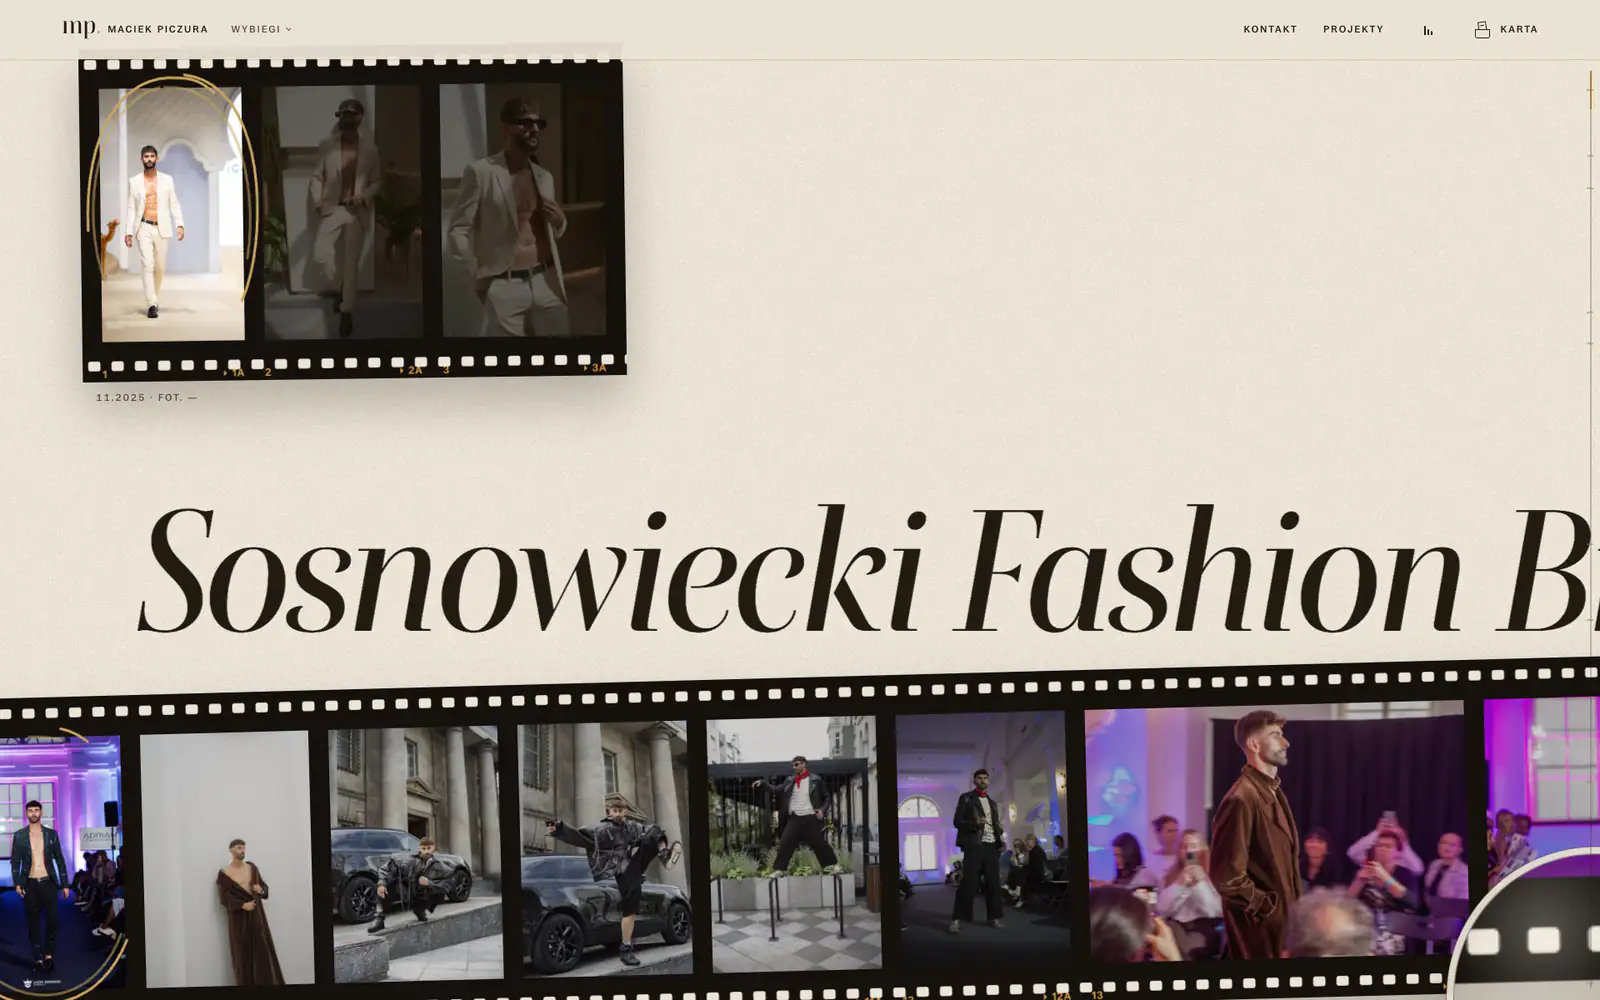 mp. MACIEK PICZURA WYBIEGI KONTAKT PROJEKTY KARTA
1 1A 2 2A 3 3A
11.2025 · FOT. —
Sosnowiecki Fashion
12A 13